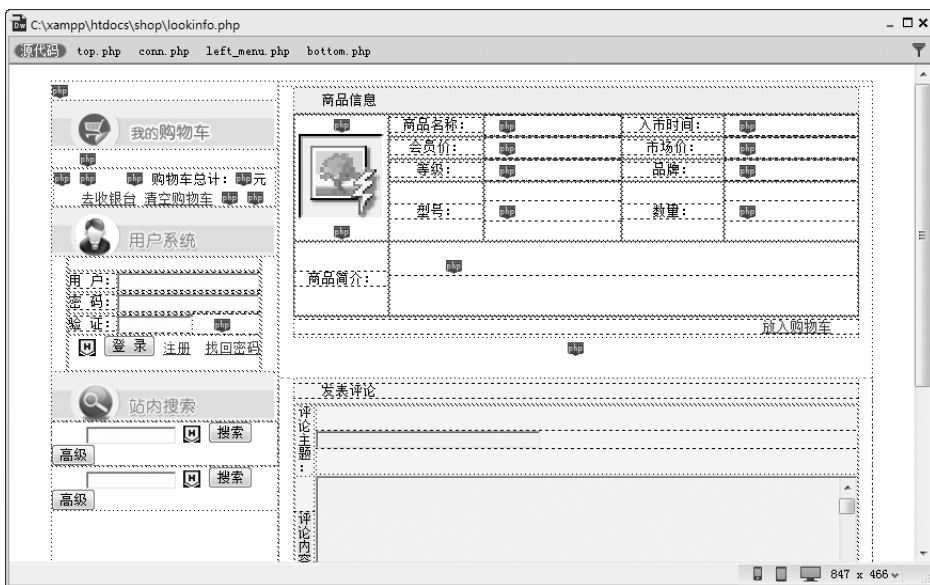 C:\xampp\htdocs\shop\lookinfo.php
源代码 top.php conn.php left_menu.php bottom.php
php
我的购物车
php
php php php 购物车总计: php元
去收银台 清空购物车 php php
用户系统
用 户:
密 码:
验 证: php
H 登 录 注册 找回密码
站内搜索
H 搜索
高级
H 搜索
高级
商品信息
php 商品名称: php 入市时间: php
会员价: php 市场价: php
等级: php 品牌: php
型号: php 数量: php
php
商品简介: php
放入购物车
php
发表评论
评论主题:
评论内容
847 x 466